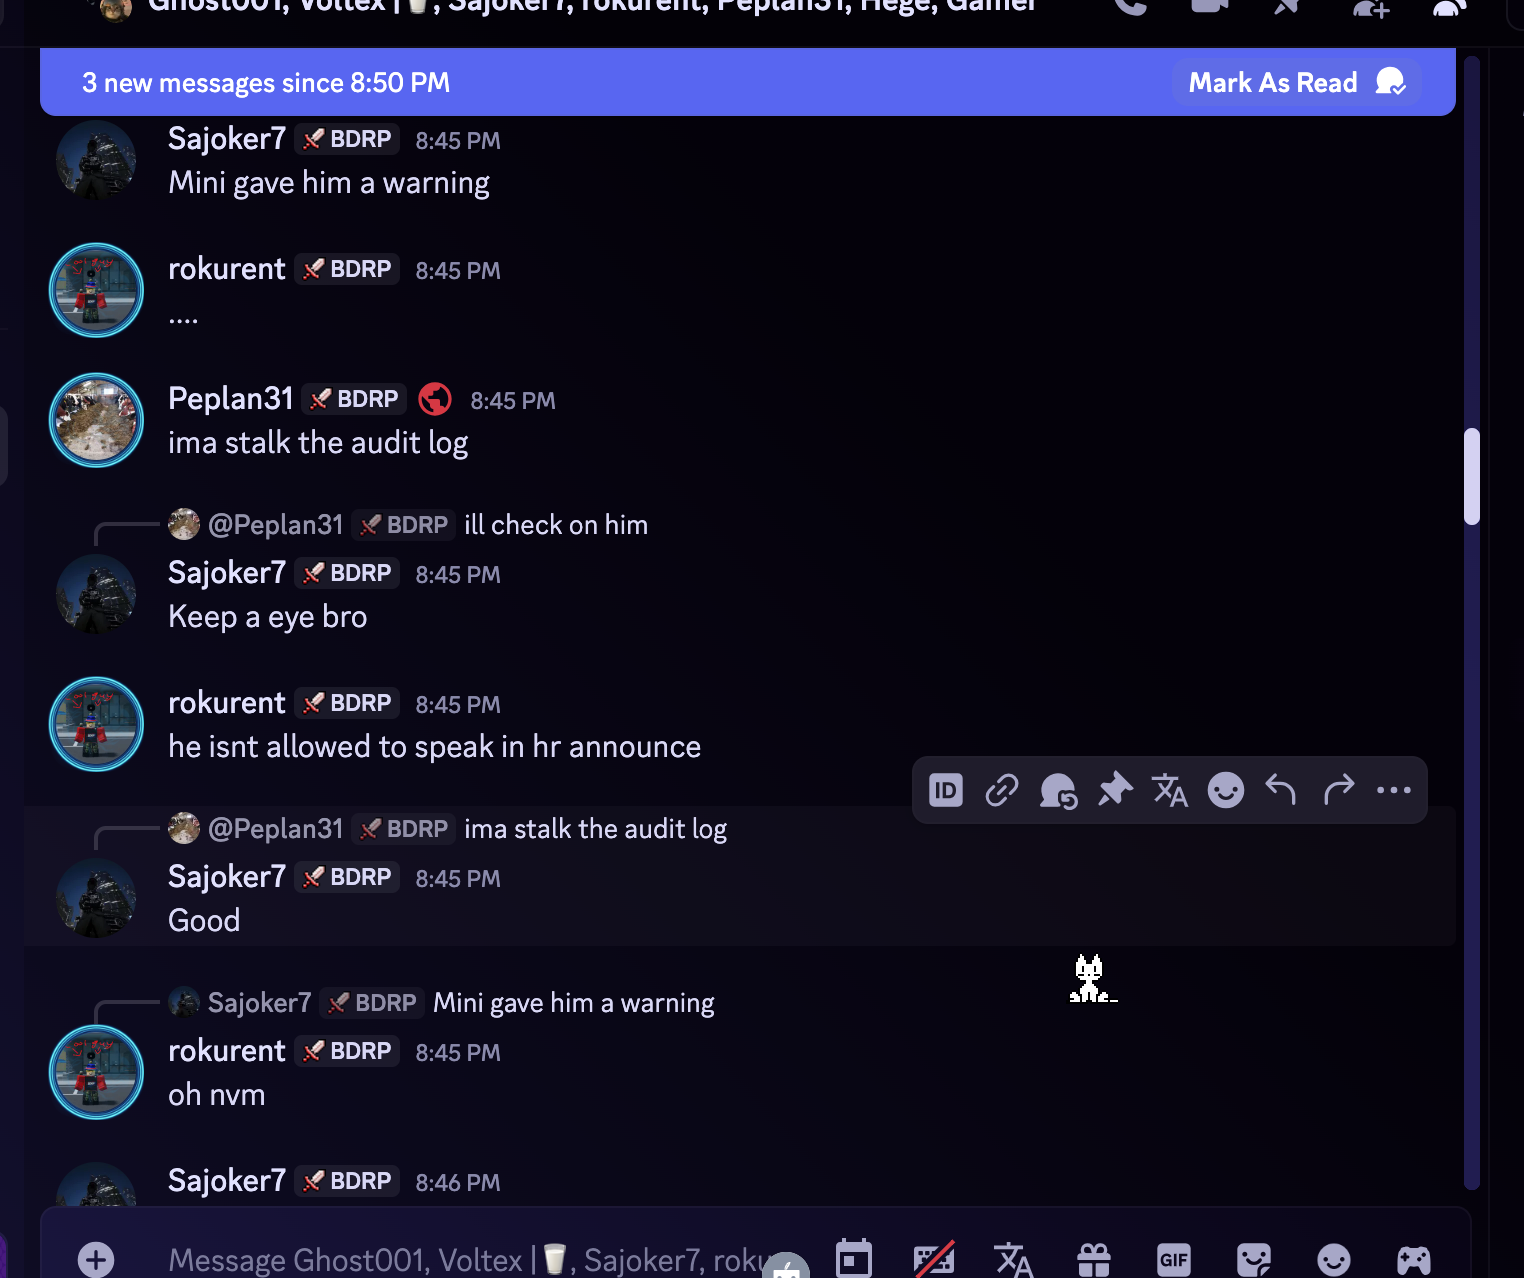 Ghost001, Voltex |🥛, Sajoker7, rokurent, Peplan31, Hege, Gamer
3 new messages since 8:50 PM
Mark As Read
Sajoker7 BDRP 8:45 PM
Mini gave him a warning
rokurent BDRP 8:45 PM
....
Peplan31 BDRP 8:45 PM
ima stalk the audit log
@Peplan31 BDRP ill check on him
Sajoker7 BDRP 8:45 PM
Keep a eye bro
rokurent BDRP 8:45 PM
he isnt allowed to speak in hr announce
ID
@Peplan31 BDRP ima stalk the audit log
Sajoker7 BDRP 8:45 PM
Good
Sajoker7 BDRP Mini gave him a warning
rokurent BDRP 8:45 PM
oh nvm
Sajoker7 BDRP 8:46 PM
Message Ghost001, Voltex |🥛, Sajoker7, roku
GIF